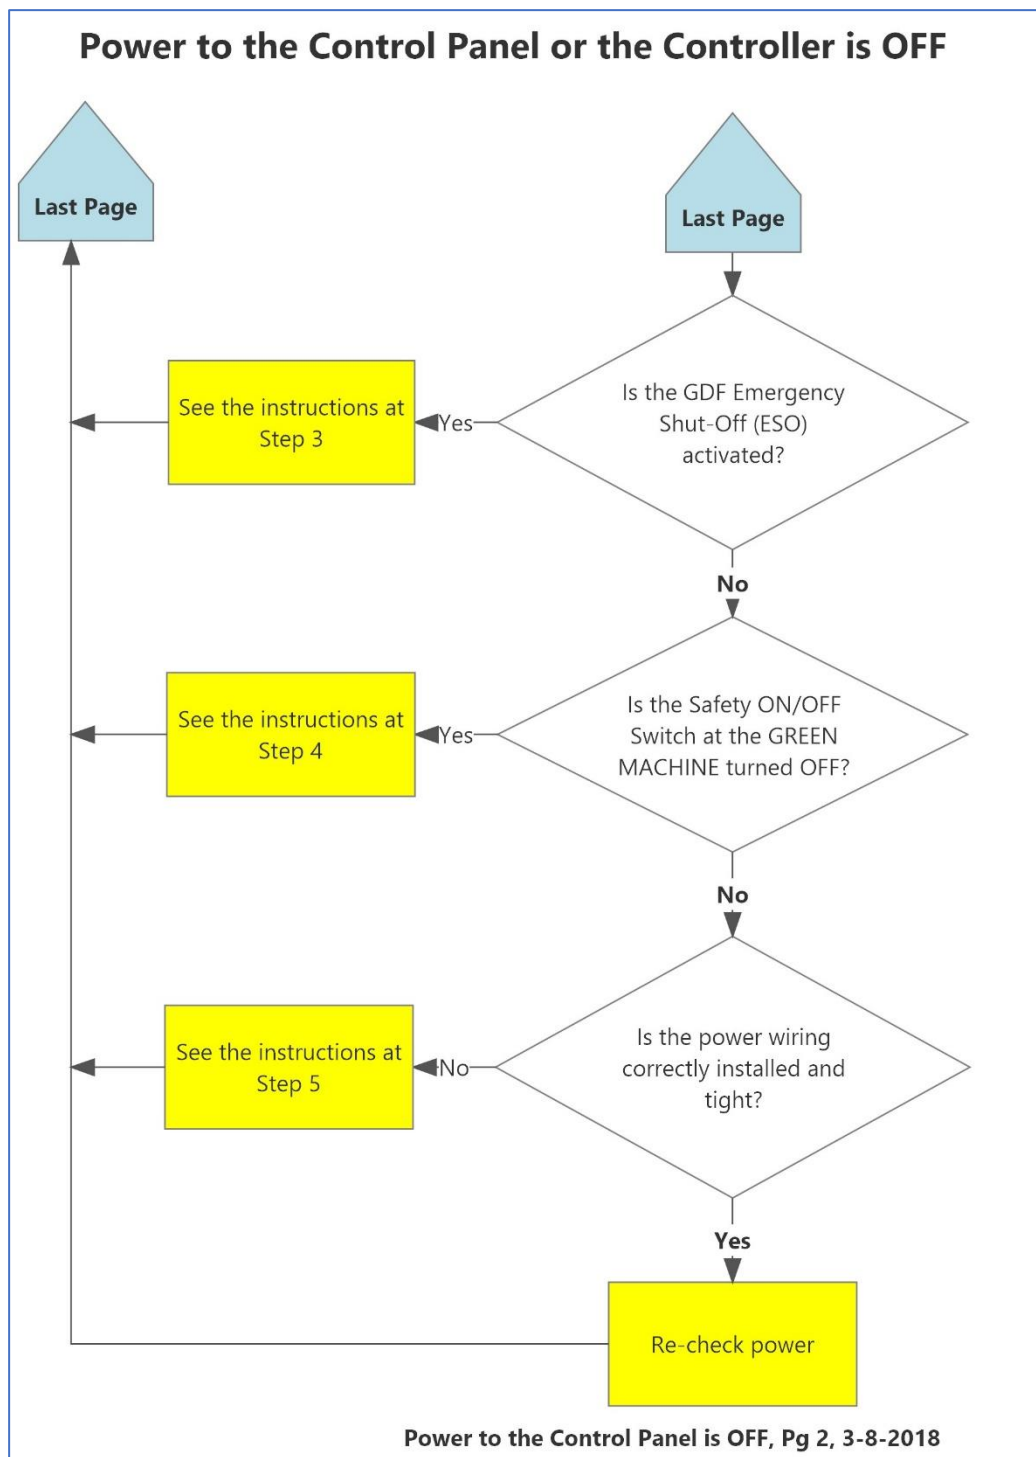 Power to the Control Panel or the Controller is OFF
Last Page
Last Page
Is the GDF Emergency
Shut-Off (ESO)
activated?
Yes
See the instructions at
Step 3
No
Is the Safety ON/OFF
Switch at the GREEN
MACHINE turned OFF?
Yes
See the instructions at
Step 4
No
Is the power wiring
correctly installed and
tight?
No
See the instructions at
Step 5
Yes
Re-check power
Power to the Control Panel is OFF, Pg 2, 3-8-2018